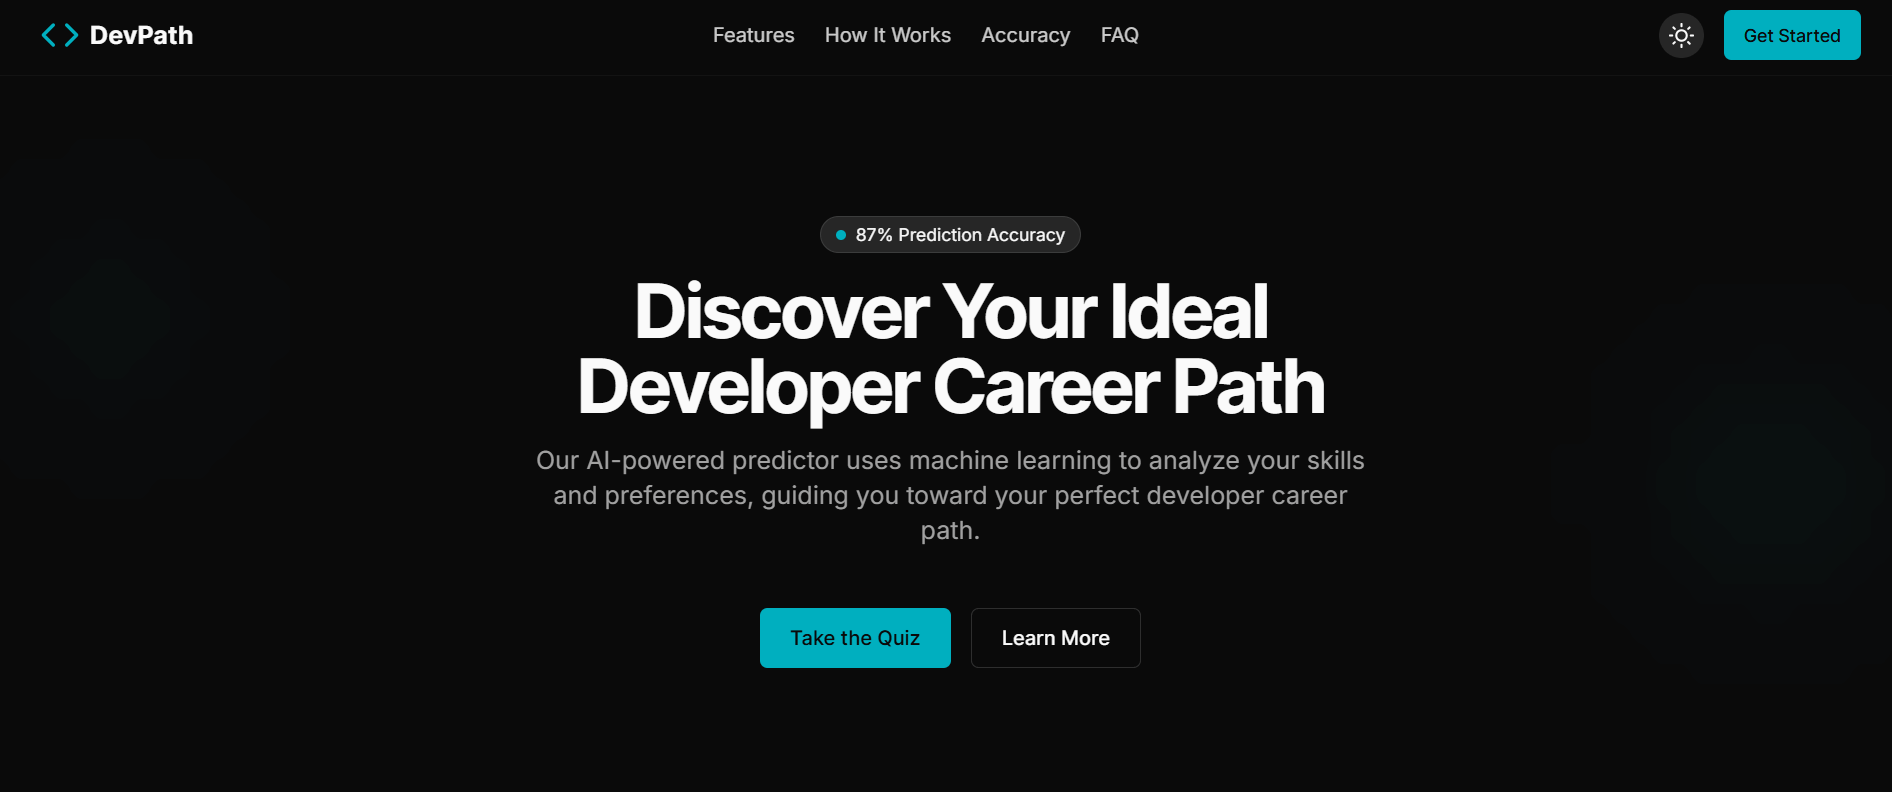 DevPath
Features
How It Works
Accuracy
FAQ
Get Started
87% Prediction Accuracy
Discover Your Ideal
Developer Career Path
Our AI-powered predictor uses machine learning to analyze your skills
and preferences, guiding you toward your perfect developer career
path.
Take the Quiz
Learn More